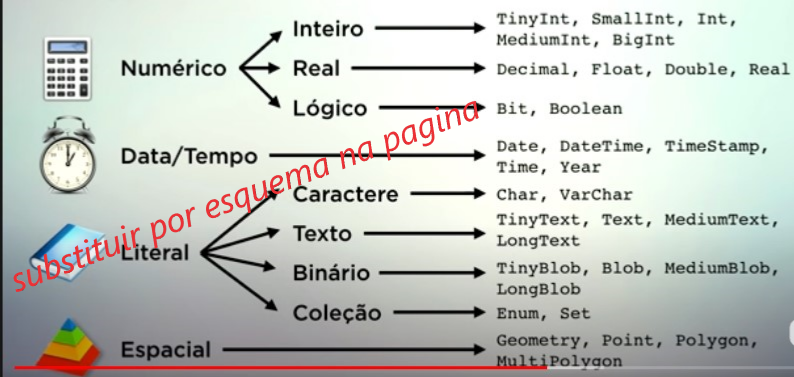 Numérico
Inteiro
TinyInt, SmallInt, Int,
MediumInt, BigInt
Real
Decimal, Float, Double, Real
Lógico
Bit, Boolean
Data/Tempo
Date, DateTime, TimeStamp,
Time, Year
Literal
Caractere
Char, VarChar
Texto
TinyText, Text, MediumText,
LongText
Binário
TinyBlob, Blob, MediumBlob,
LongBlob
Coleção
Enum, Set
Espacial
Geometry, Point, Polygon,
MultiPolygon
substituir por esquema na pagina